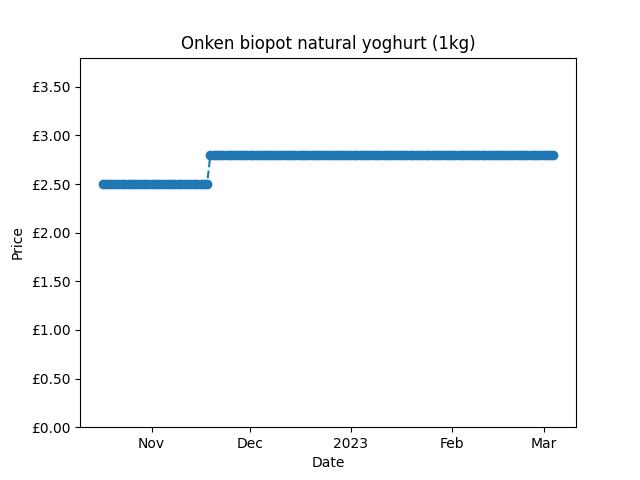 Onken biopot natural yoghurt (1kg)
£3.50
£3.00
£2.50
£2.00
£1.50
£1.00
£0.50
£0.00
Price
Nov Dec 2023 Feb Mar
Date